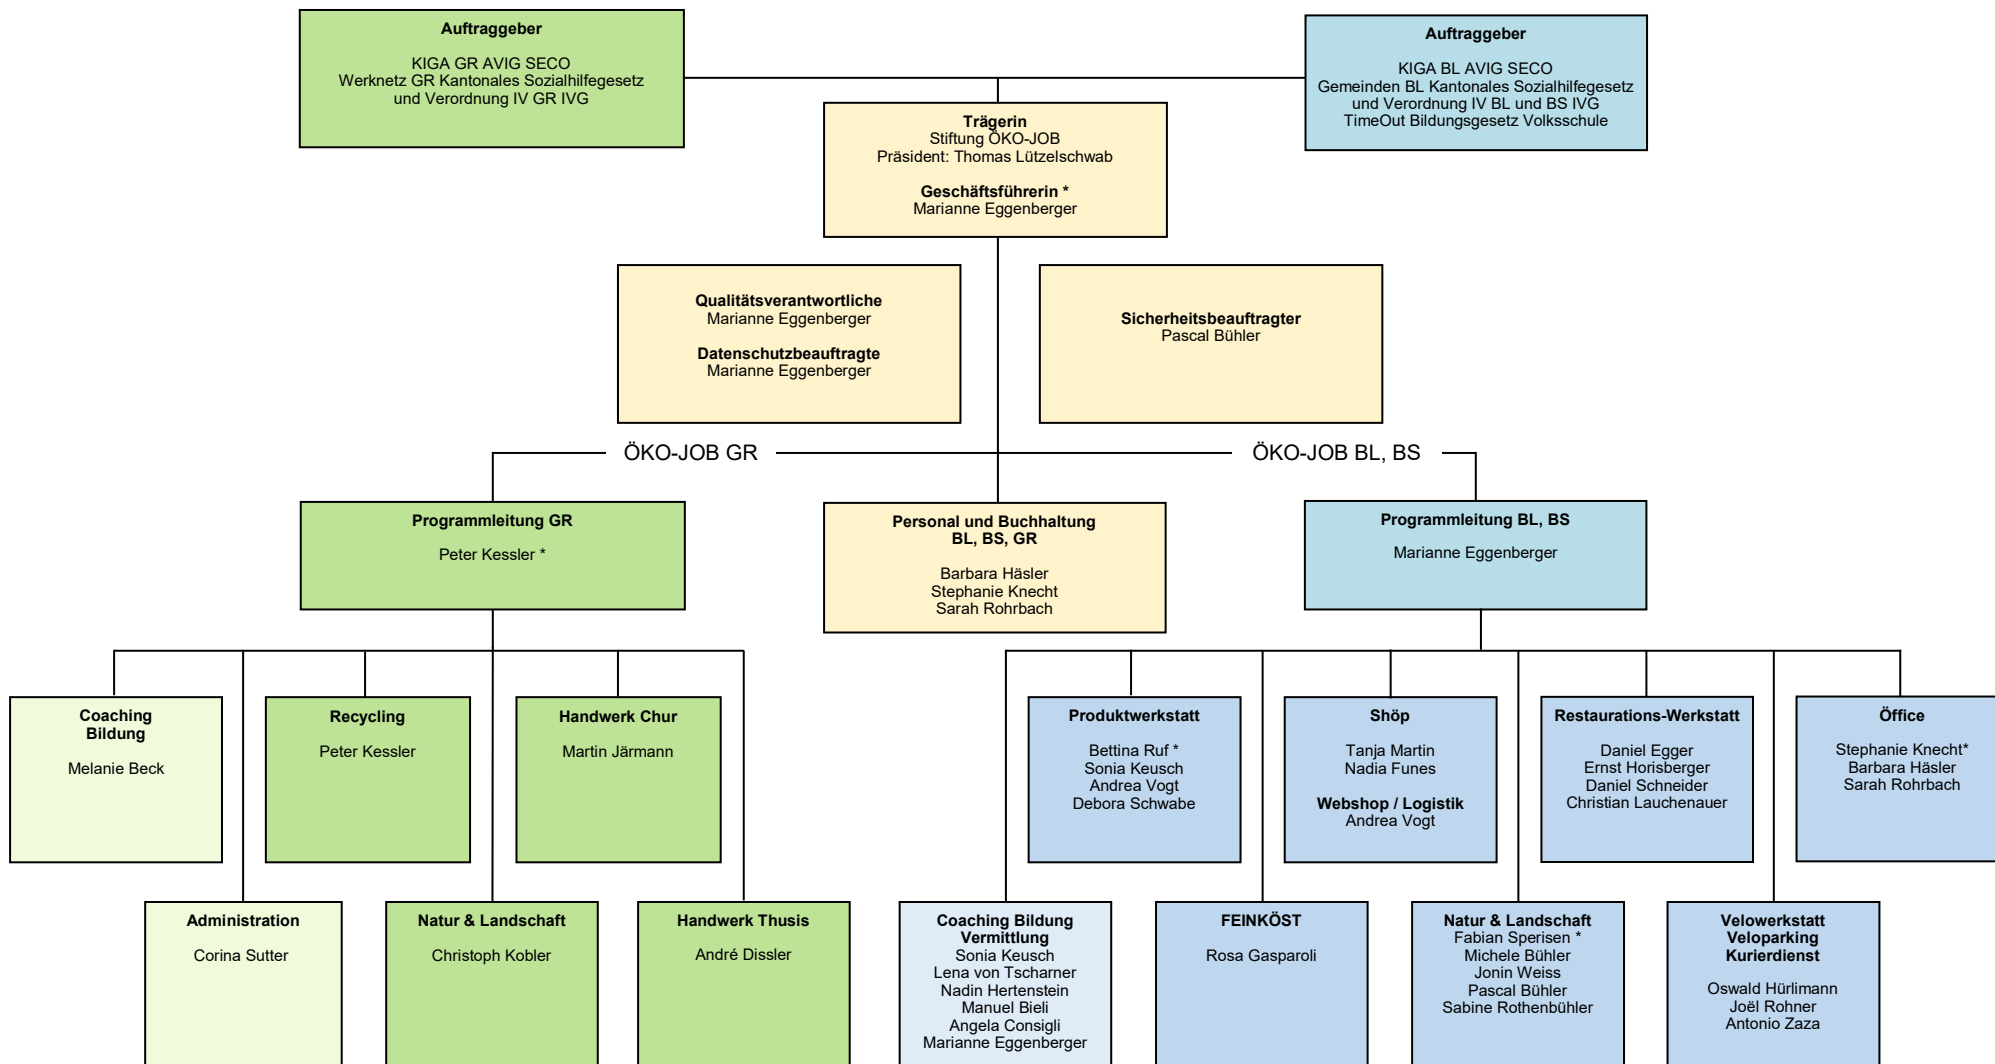 Auftraggeber
KIGA GR AVIG SECO
Werknetz GR Kantonales Sozialhilfegesetz
und Verordnung IV GR IVG
Auftraggeber
KIGA BL AVIG SECO
Gemeinden BL Kantonales Sozialhilfegesetz
und Verordnung IV BL und BS IVG
TimeOut Bildungsgesetz Volksschule
Trägerin
Stiftung ÖKO-JOB
Präsident: Thomas Lützelschwab
Geschäftsführerin *
Marianne Eggenberger
Qualitätsverantwortliche
Marianne Eggenberger
Datenschutzbeauftragte
Marianne Eggenberger
Sicherheitsbeauftragter
Pascal Bühler
ÖKO-JOB GR
ÖKO-JOB BL, BS
Programmleitung GR
Peter Kessler *
Personal und Buchhaltung
BL, BS, GR
Barbara Häsler
Stephanie Knecht
Sarah Rohrbach
Programmleitung BL, BS
Marianne Eggenberger
Coaching
Bildung
Melanie Beck
Recycling
Peter Kessler
Handwerk Chur
Martin Järmann
Produktwerkstatt
Bettina Ruf *
Sonia Keusch
Andrea Vogt
Debora Schwabe
Shöp
Tanja Martin
Nadia Funes
Webshop / Logistik
Andrea Vogt
Restaurations-Werkstatt
Daniel Egger
Ernst Horisberger
Daniel Schneider
Christian Lauchenauer
Öffice
Stephanie Knecht*
Barbara Häsler
Sarah Rohrbach
Administration
Corina Sutter
Natur & Landschaft
Christoph Kobler
Handwerk Thusis
André Dissler
Coaching Bildung
Vermittlung
Sonia Keusch
Lena von Tscharner
Nadin Hertenstein
Manuel Bieli
Angela Consigli
Marianne Eggenberger
FEINKÖST
Rosa Gasparoli
Natur & Landschaft
Fabian Sperisen *
Michele Bühler
Jonin Weiss
Pascal Bühler
Sabine Rothenbühler
Velowerkstatt
Veloparking
Kurierdienst
Oswald Hürlimann
Joël Rohner
Antonio Zaza